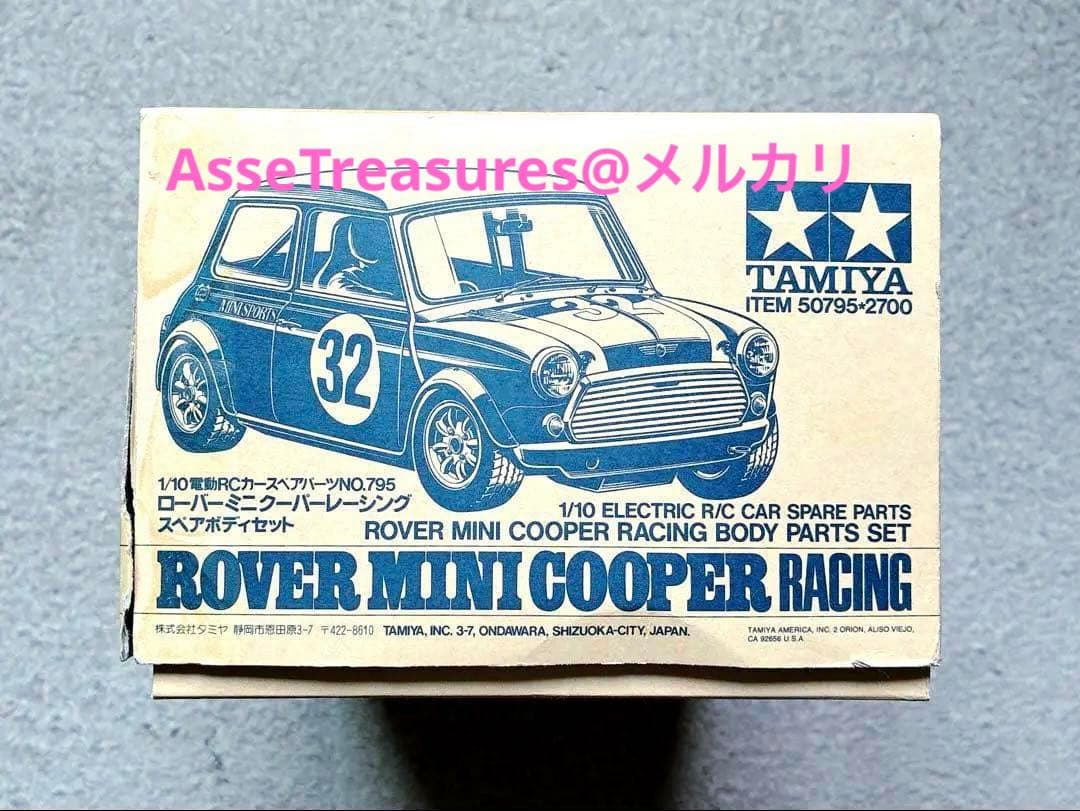 AsseTreasures@メルカリ
TAMIYA
ITEM 50795*2700
MINI SPORTS
32
32
1/10電動RCカースペアパーツNO.795
ローバーミニクーパーレーシング
スペアボディセット
1/10 ELECTRIC R/C CAR SPARE PARTS
ROVER MINI COOPER RACING BODY PARTS SET
ROVER MINI COOPER RACING
株式会社タミヤ 静岡市恩田原3-7 〒422-8610 TAMIYA, INC. 3-7, ONDAWARA, SHIZUOKA-CITY, JAPAN.
TAMIYA AMERICA, INC. 2 ORION, ALISO VIEJO,
CA 92656 U.S.A